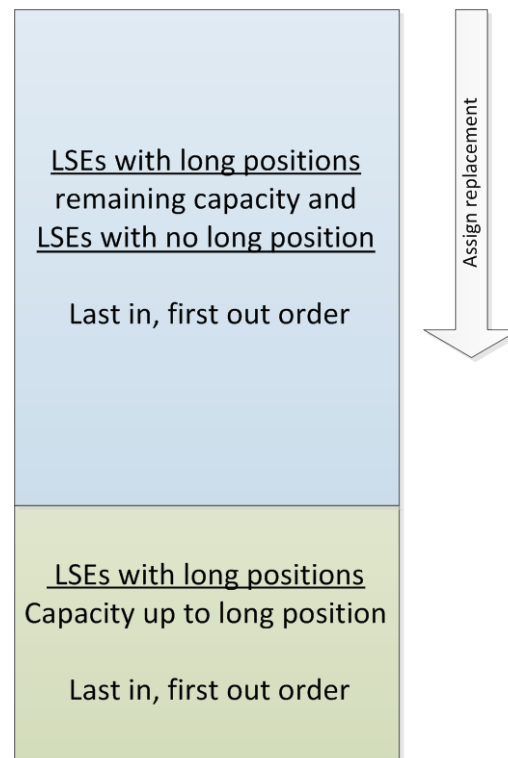 LSEs with long positions
remaining capacity and
LSEs with no long position
Last in, first out order
Assign replacement
LSEs with long positions
Capacity up to long position
Last in, first out order